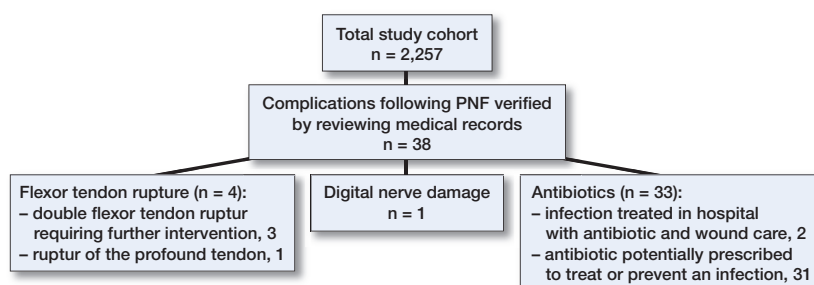 Total study cohort
n = 2,257
Complications following PNF verified
by reviewing medical records
n = 38
Flexor tendon rupture (n = 4):
– double flexor tendon ruptur
requiring further intervention, 3
– ruptur of the profound tendon, 1
Digital nerve damage
n = 1
Antibiotics (n = 33):
– infection treated in hospital
with antibiotic and wound care, 2
– antibiotic potentially prescribed
to treat or prevent an infection, 31